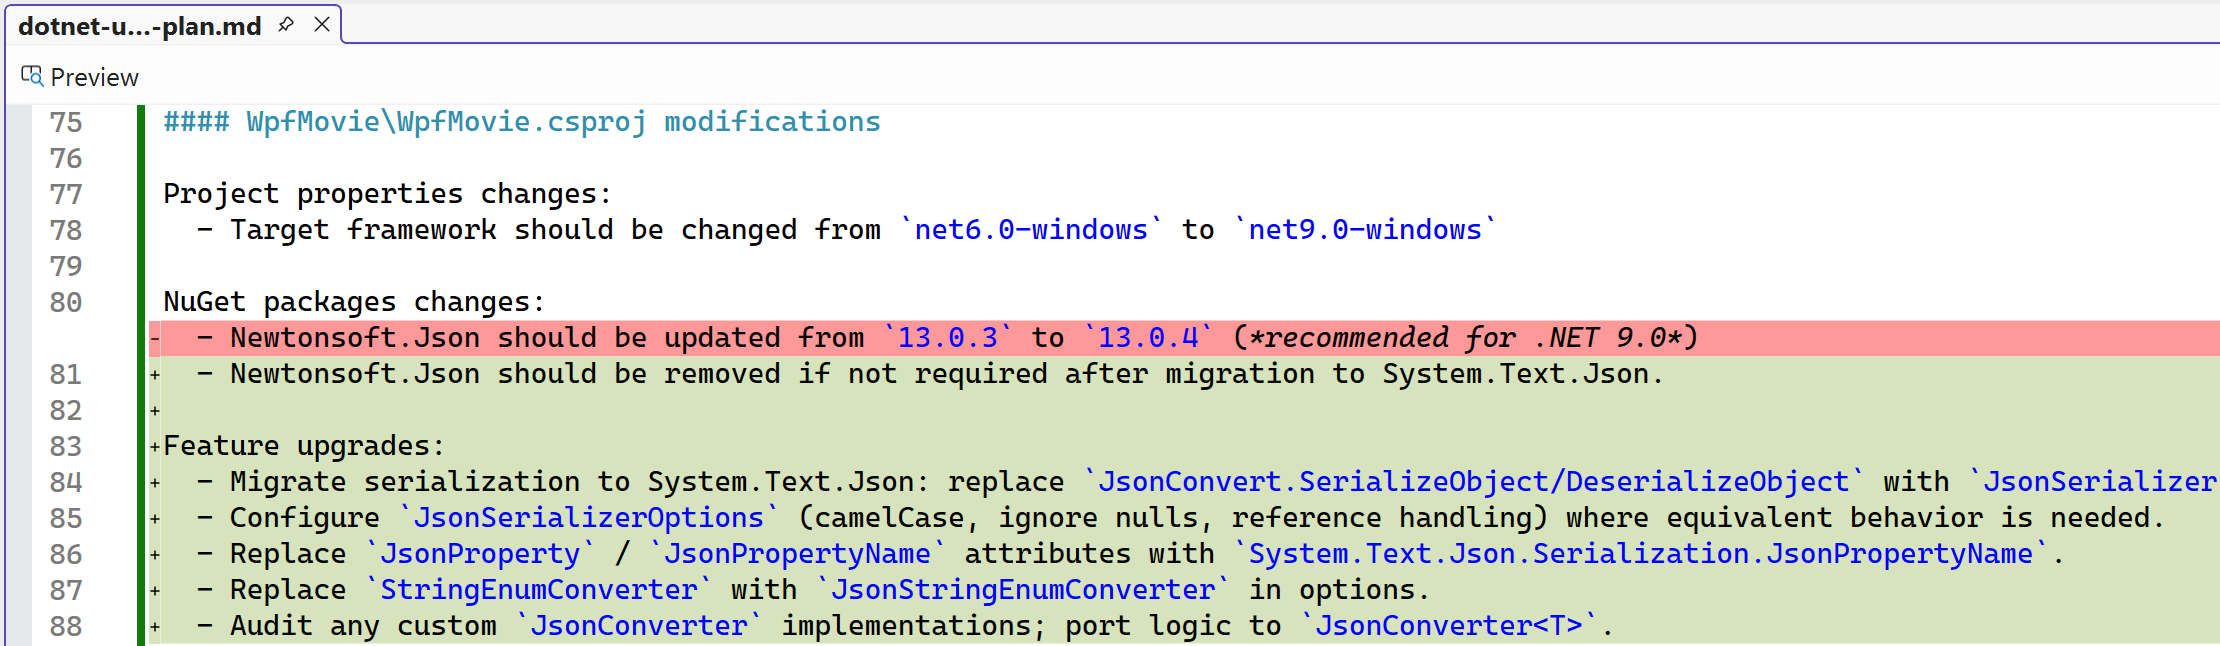 dotnet-u...-plan.md
Preview
75 #### WpfMovie\WpfMovie.csproj modifications
76
77 Project properties changes:
78   - Target framework should be changed from `net6.0-windows` to `net9.0-windows`
79
80 NuGet packages changes:
-   - Newtonsoft.Json should be updated from `13.0.3` to `13.0.4` (*recommended for .NET 9.0*)
81 +   - Newtonsoft.Json should be removed if not required after migration to System.Text.Json.
82 +
83 + Feature upgrades:
84 +   - Migrate serialization to System.Text.Json: replace `JsonConvert.SerializeObject/DeserializeObject` with `JsonSerializer
85 +   - Configure `JsonSerializerOptions` (camelCase, ignore nulls, reference handling) where equivalent behavior is needed.
86 +   - Replace `JsonProperty` / `JsonPropertyName` attributes with `System.Text.Json.Serialization.JsonPropertyName`.
87 +   - Replace `StringEnumConverter` with `JsonStringEnumConverter` in options.
88 +   - Audit any custom `JsonConverter` implementations; port logic to `JsonConverter<T>`.